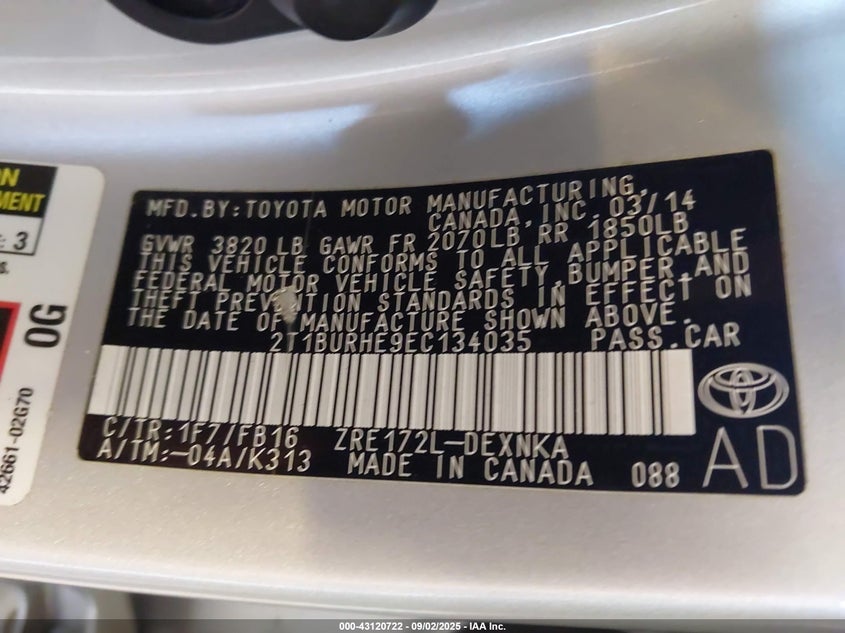 ON
MENT
: 3
s.
0G
42661-02G70
MFD.BY:TOYOTA MOTOR MANUFACTURING,
CANADA,INC. 03/14
GVWR 3820 LB GAWR FR 2070LB RR 1850LB
THIS VEHICLE CONFORMS TO ALL APPLICABLE
FEDERAL MOTOR VEHICLE SAFETY,BUMPER,AND
THEFT PREVENTION STANDARDS IN EFFECT ON
THE DATE OF MANUFACTURE SHOWN ABOVE.
2T1BURHE9EC134035 PASS.CAR
C/TR:1F7/FB16 ZRE172L-DEXNKA
A/TM:-04A/K313 MADE IN CANADA 088 AD
000-43120722 - 09/02/2025 - IAA Inc.